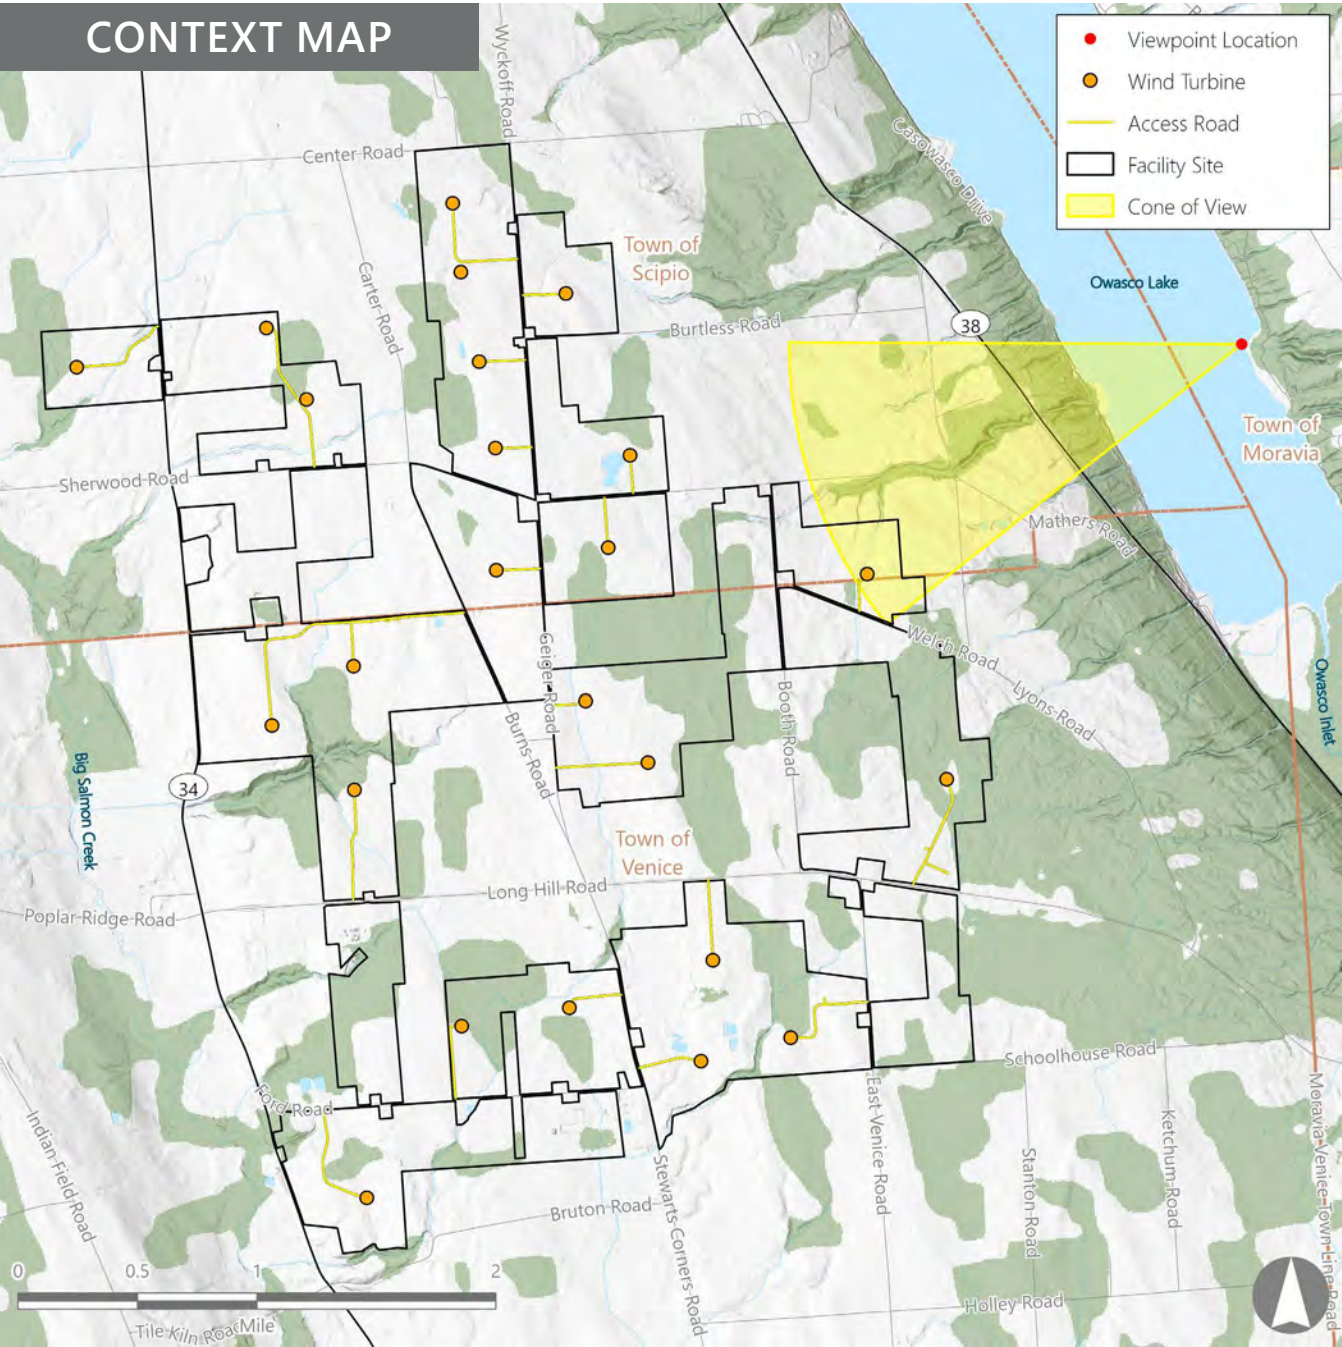 CONTEXT MAP
Viewpoint Location
Wind Turbine
Access Road
Facility Site
Cone of View
Wyckoff Road
Center Road
Casowasco Drive
Town of
Scipio
Carter Road
Owasco Lake
Burtless Road
38
Town of
Moravia
Sherwood Road
Mathers Road
Welch Road
Geiger Road
Lyons Road
Booth Road
Burns Road
Owasco Inlet
Big Salmon Creek
34
Town of
Venice
Long Hill Road
Poplar Ridge Road
Schoolhouse Road
Ford Road
East Venice Road
Indian Field Road
Stewarts Corners Road
Stanton Road
Ketchum Road
Moravia-Venice Town Line Road
Bruton Road
0 0.5 1 2
Mile
Holley Road
Tile Kiln Road